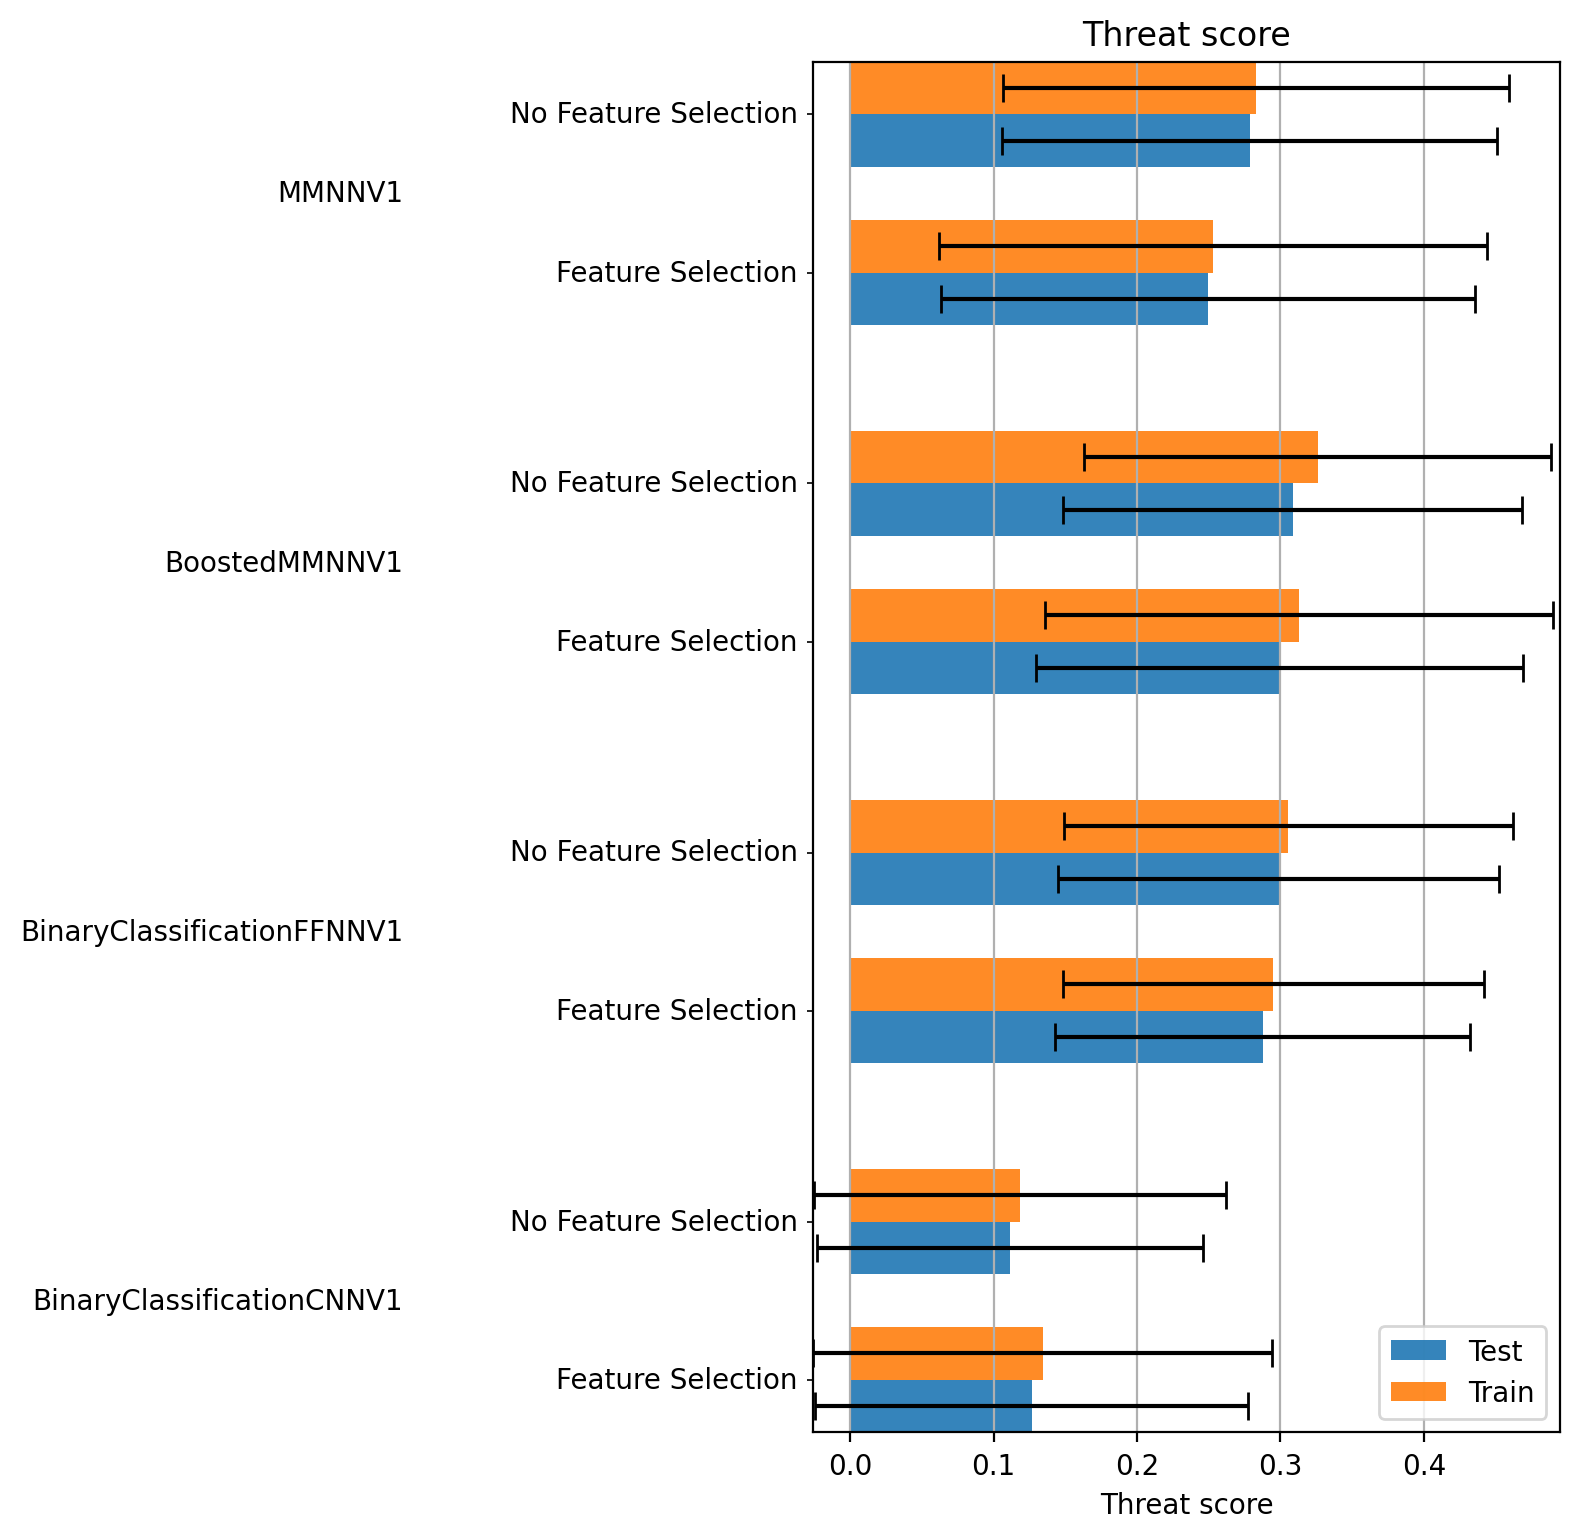 Threat score
No Feature Selection
MMNNV1
Feature Selection
No Feature Selection
BoostedMMNNV1
Feature Selection
No Feature Selection
BinaryClassificationFFNNV1
Feature Selection
No Feature Selection
BinaryClassificationCNNV1
Feature Selection
Test
Train
0.0 0.1 0.2 0.3 0.4
Threat score